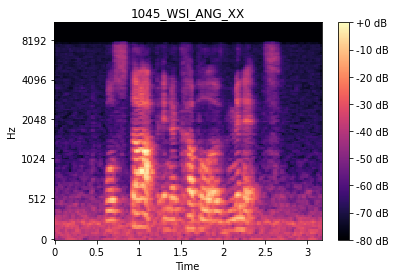 1045_WSI_ANG_XX
+0 dB
8192
-10 dB
4096
-20 dB
-30 dB
2048
Hz
-40 dB
1024
-50 dB
512
-60 dB
-70 dB
0
-80 dB
0 0.5 1 1.5 2 2.5 3
Time